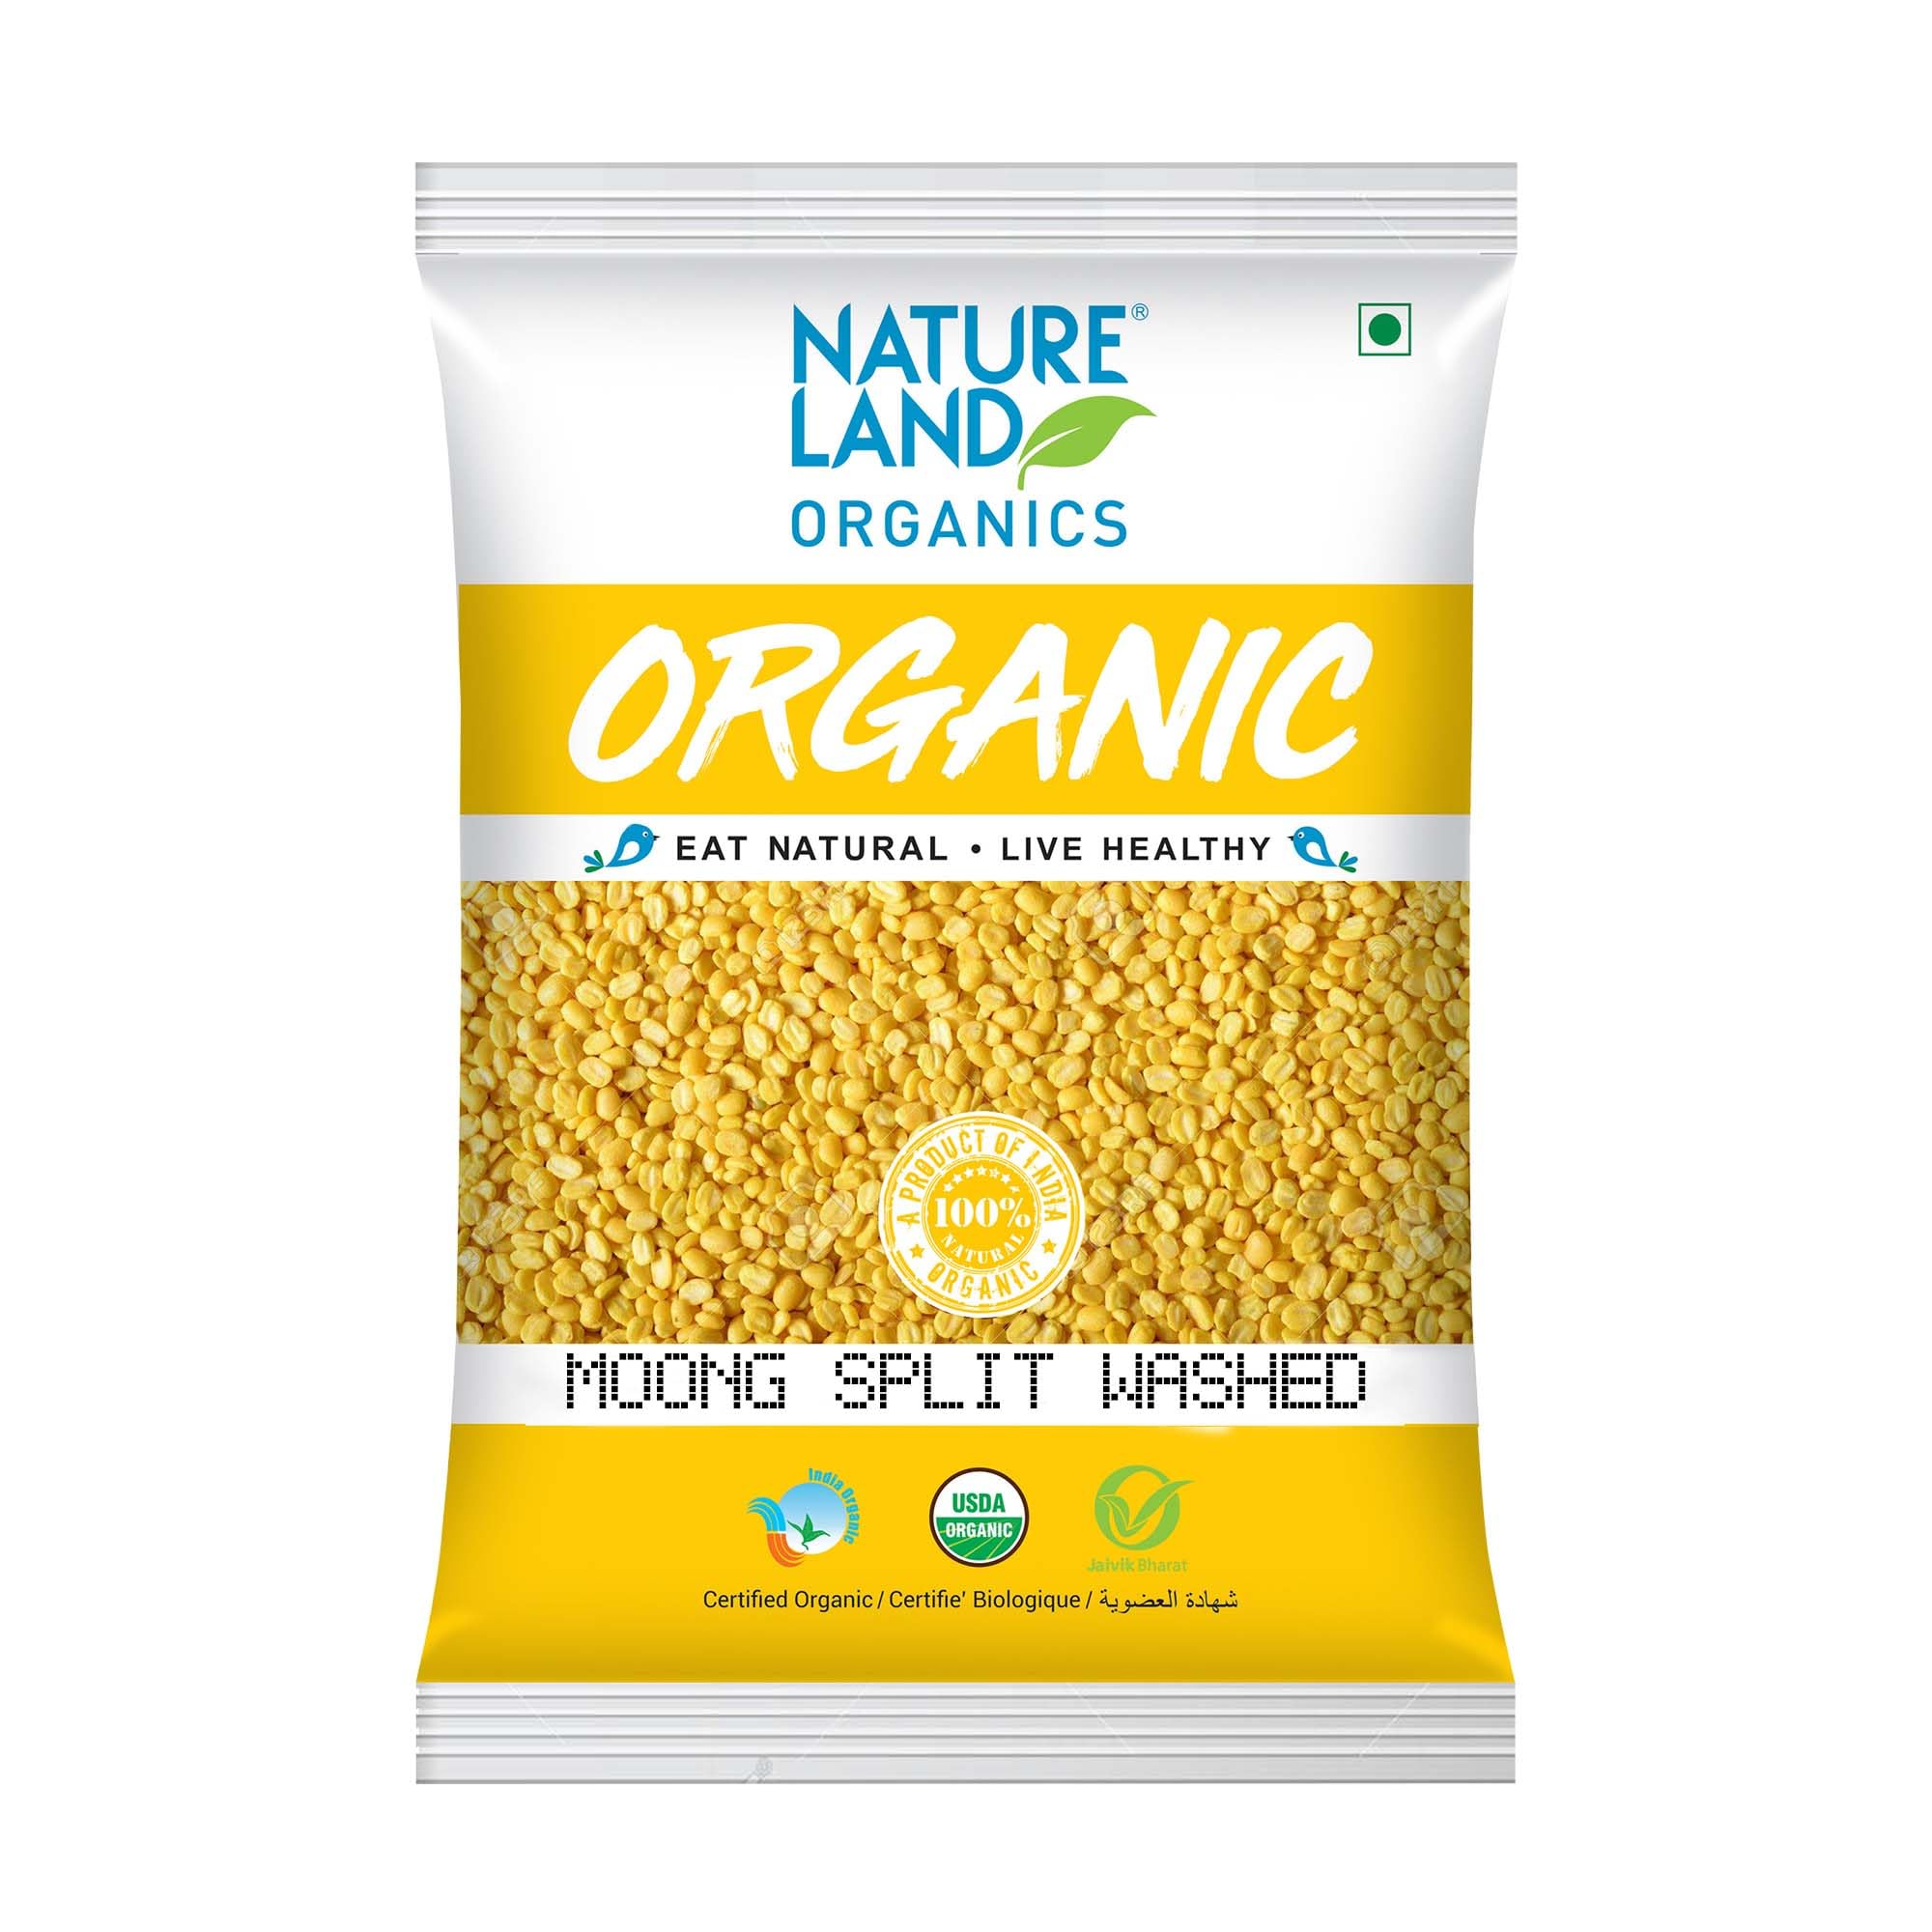 NATURE®
LAND
ORGANICS
ORGANIC
EAT NATURAL • LIVE HEALTHY
A PRODUCT OF INDIA
100%
NATURAL
ORGANIC
MOONG SPLIT WASHED
India Organic
USDA
ORGANIC
Jaivik Bharat
Certified Organic / Certifie' Biologique / شهادة العضوية